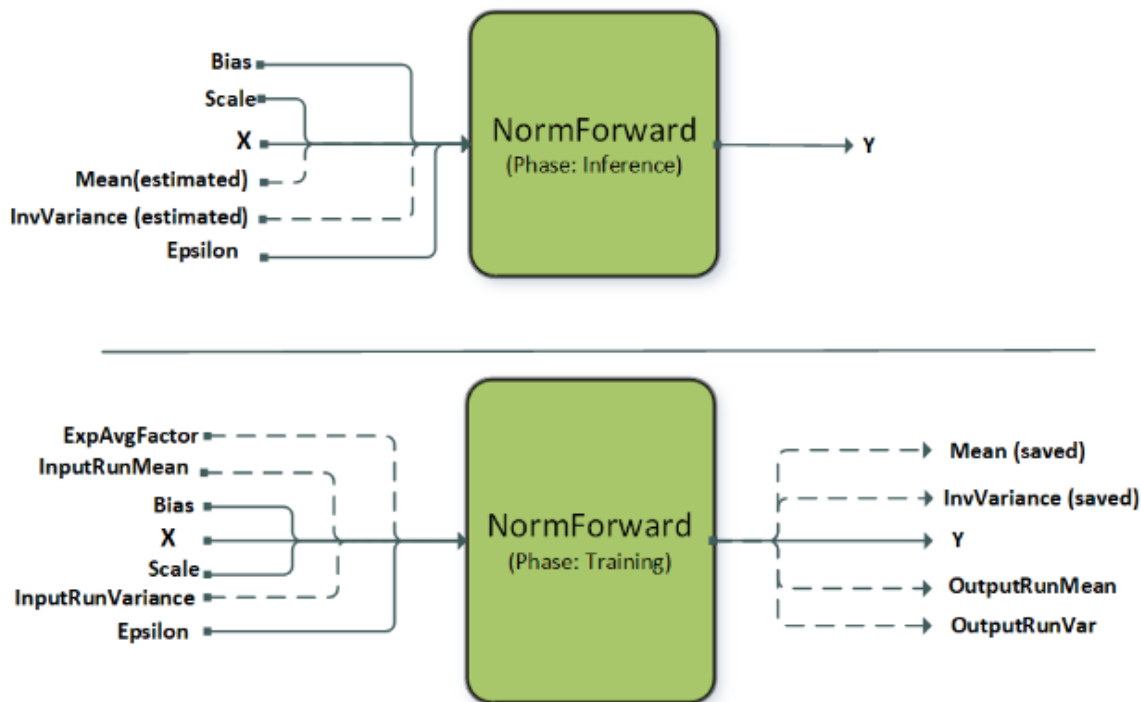 Bias
Scale
X
Mean(estimated)
InvVariance (estimated)
Epsilon
NormForward
(Phase: Inference)
Y
ExpAvgFactor
InputRunMean
Bias
X
Scale
InputRunVariance
Epsilon
NormForward
(Phase: Training)
Mean (saved)
InvVariance (saved)
Y
OutputRunMean
OutputRunVar